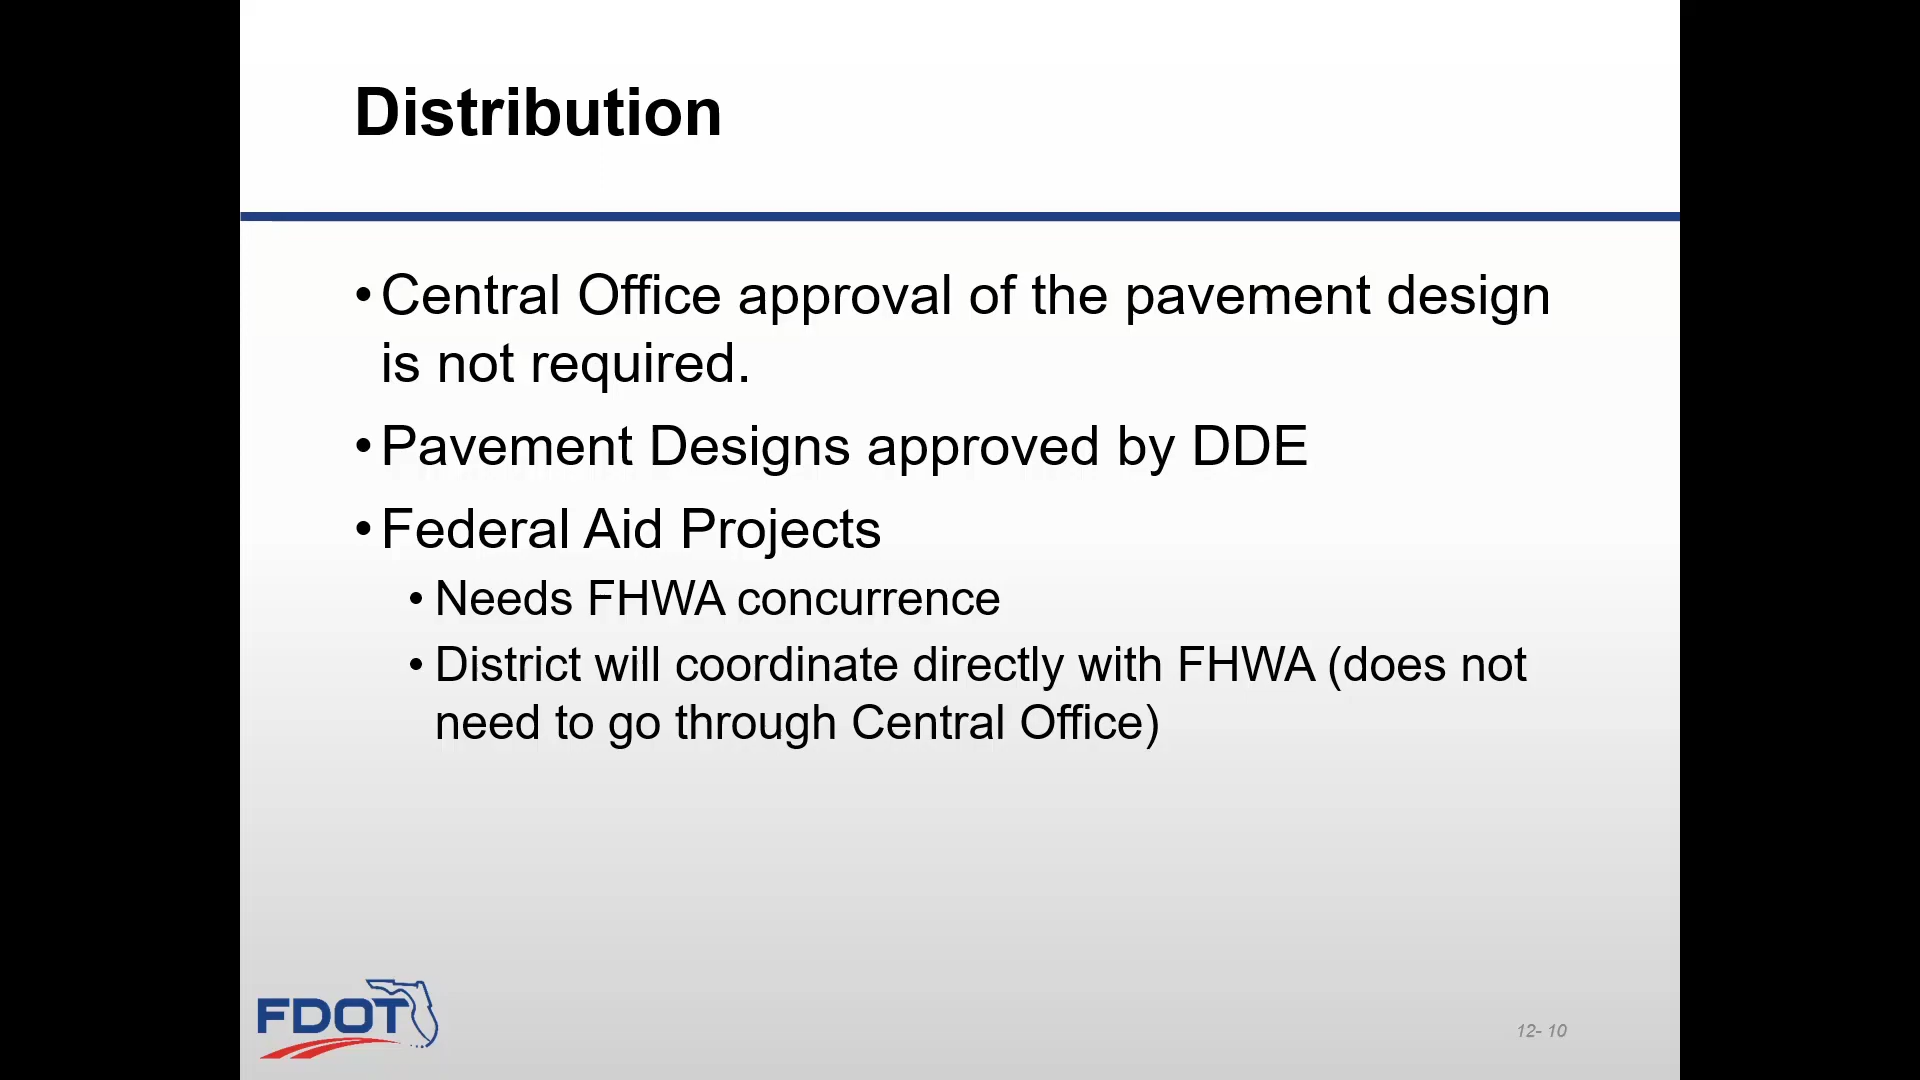 Distribution
•Central Office approval of the pavement design
is not required.
•Pavement Designs approved by DDE
•Federal Aid Projects
•Needs FHWA concurrence
•District will coordinate directly with FHWA (does not
need to go through Central Office)
FDOT
12- 10